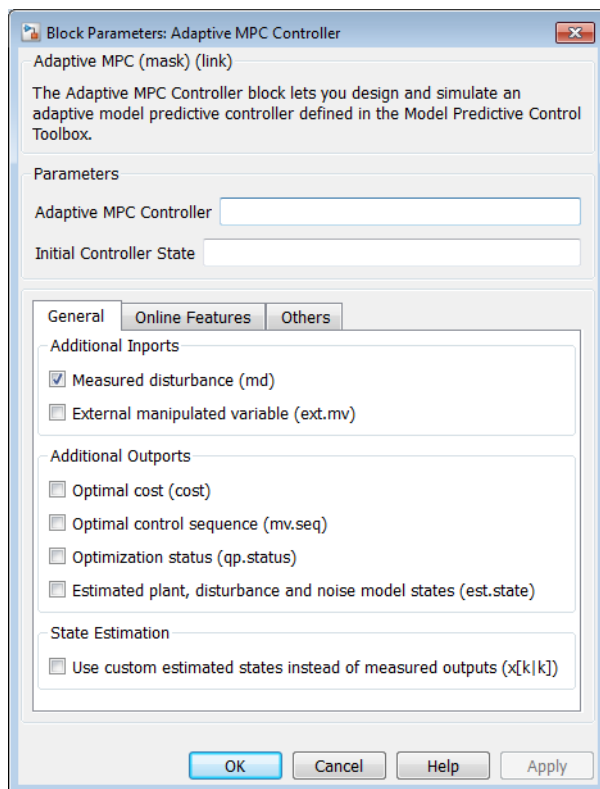 Block Parameters: Adaptive MPC Controller
Adaptive MPC (mask) (link)
The Adaptive MPC Controller block lets you design and simulate an
adaptive model predictive controller defined in the Model Predictive Control
Toolbox.
Parameters
Adaptive MPC Controller
Initial Controller State
General Online Features Others
Additional Inports
Measured disturbance (md)
External manipulated variable (ext.mv)
Additional Outports
Optimal cost (cost)
Optimal control sequence (mv.seq)
Optimization status (qp.status)
Estimated plant, disturbance and noise model states (est.state)
State Estimation
Use custom estimated states instead of measured outputs (x[k|k])
OK Cancel Help Apply